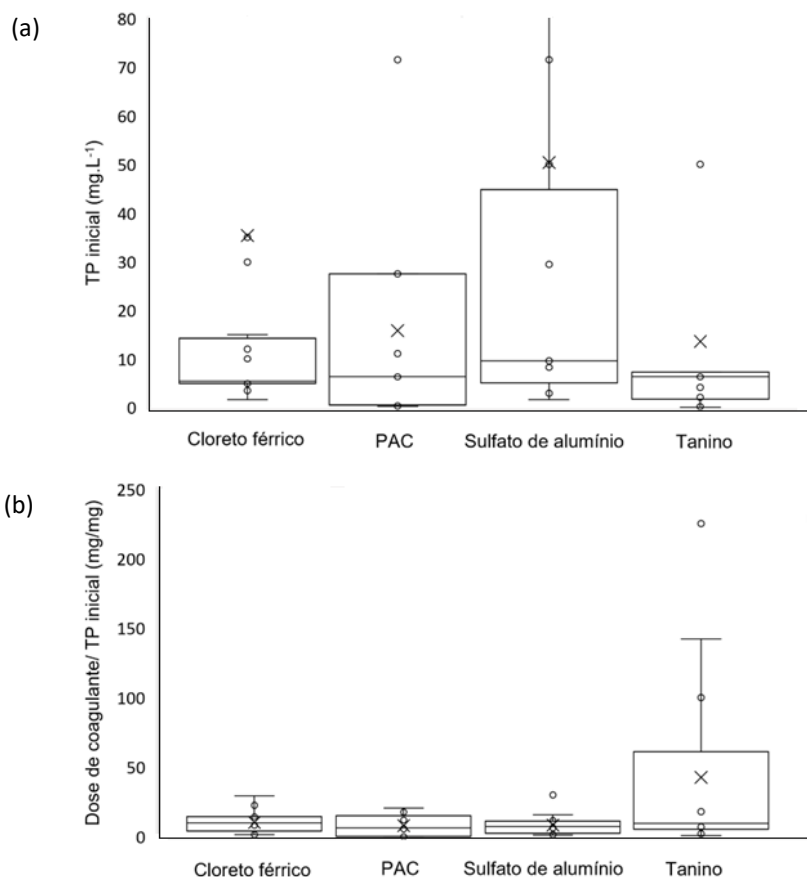 (a)
TP inicial (mg.L⁻¹)
80
70
60
50
40
30
20
10
0
Cloreto férrico PAC Sulfato de alumínio Tanino
(b)
Dose de coagulante/ TP inicial (mg/mg)
250
200
150
100
50
0
Cloreto férrico PAC Sulfato de alumínio Tanino